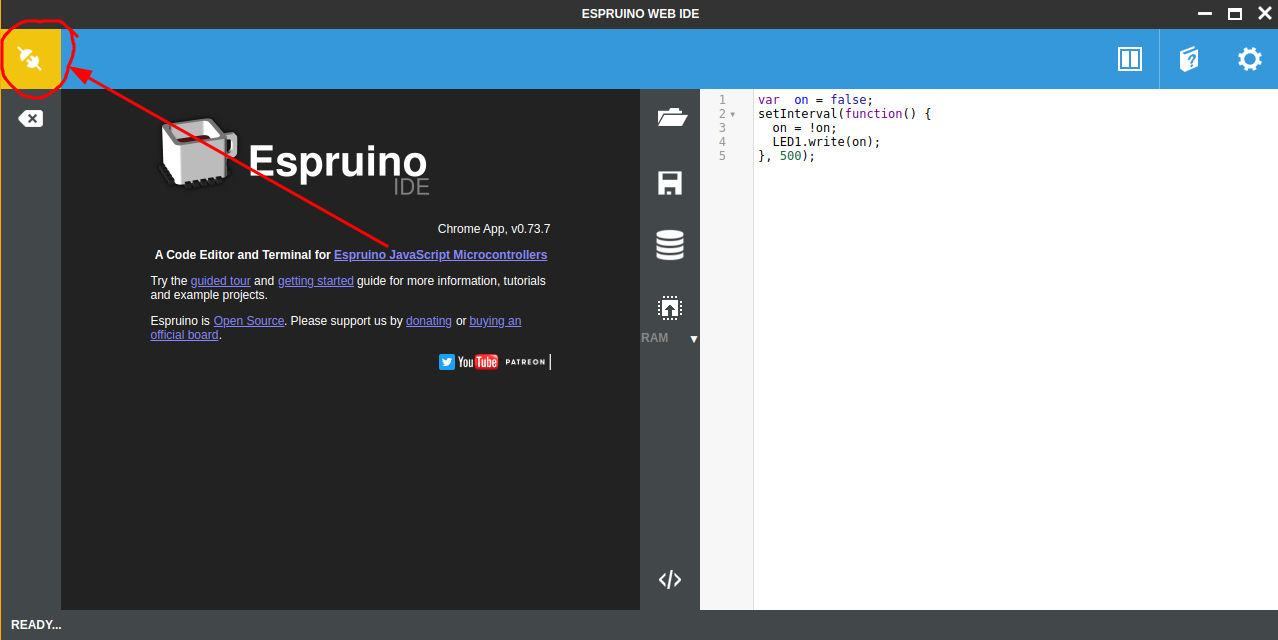 ESPRUINO WEB IDE
Espruino
IDE
Chrome App, v0.73.7
A Code Editor and Terminal for Espruino JavaScript Microcontrollers
Try the guided tour and getting started guide for more information, tutorials
and example projects.
Espruino is Open Source. Please support us by donating or buying an
official board.
YouTube PATREON
RAM
1 var  on = false;
2 setInterval(function() {
3   on = !on;
4   LED1.write(on);
5 }, 500);
READY...